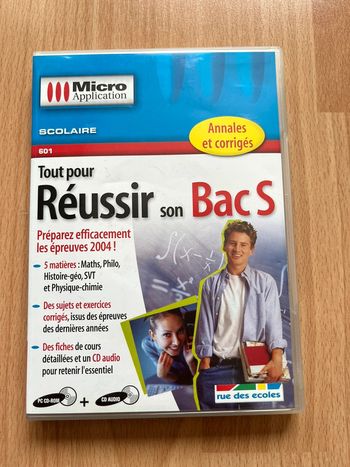 Micro
Application
SCOLAIRE
601
Annales
et corrigés
Tout pour
Réussir son Bac S
Préparez efficacement
les épreuves 2004 !
• 5 matières : Maths, Philo,
Histoire-géo, SVT
et Physique-chimie
• Des sujets et exercices
corrigés, issus des épreuves
des dernières années
• Des fiches de cours
détaillées et un CD audio
pour retenir l'essentiel
PC CD-ROM + CD AUDIO
rue des écoles